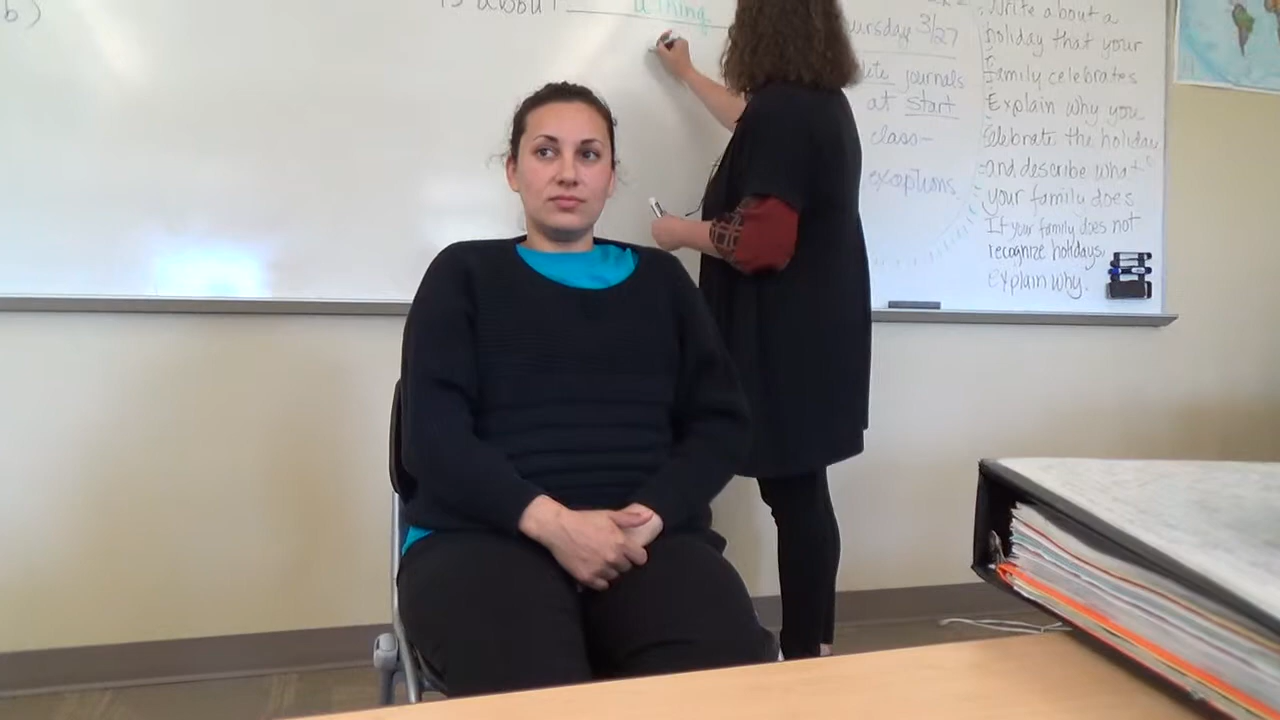 b)
is about a thing
Thursday 3/27
journals
at start
class-
exceptions
Write about a
holiday that your
family celebrates
Explain why you
celebrate the holiday
and describe what
your family does
If your family does not
recognize holidays,
explain why.